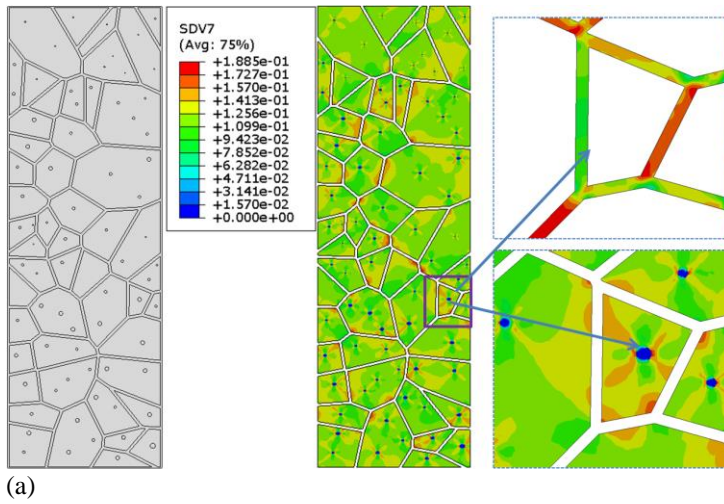 SDV7
(Avg: 75%)
+1.885e-01
+1.727e-01
+1.570e-01
+1.413e-01
+1.256e-01
+1.099e-01
+9.423e-02
+7.852e-02
+6.282e-02
+4.711e-02
+3.141e-02
+1.570e-02
+0.000e+00
(a)